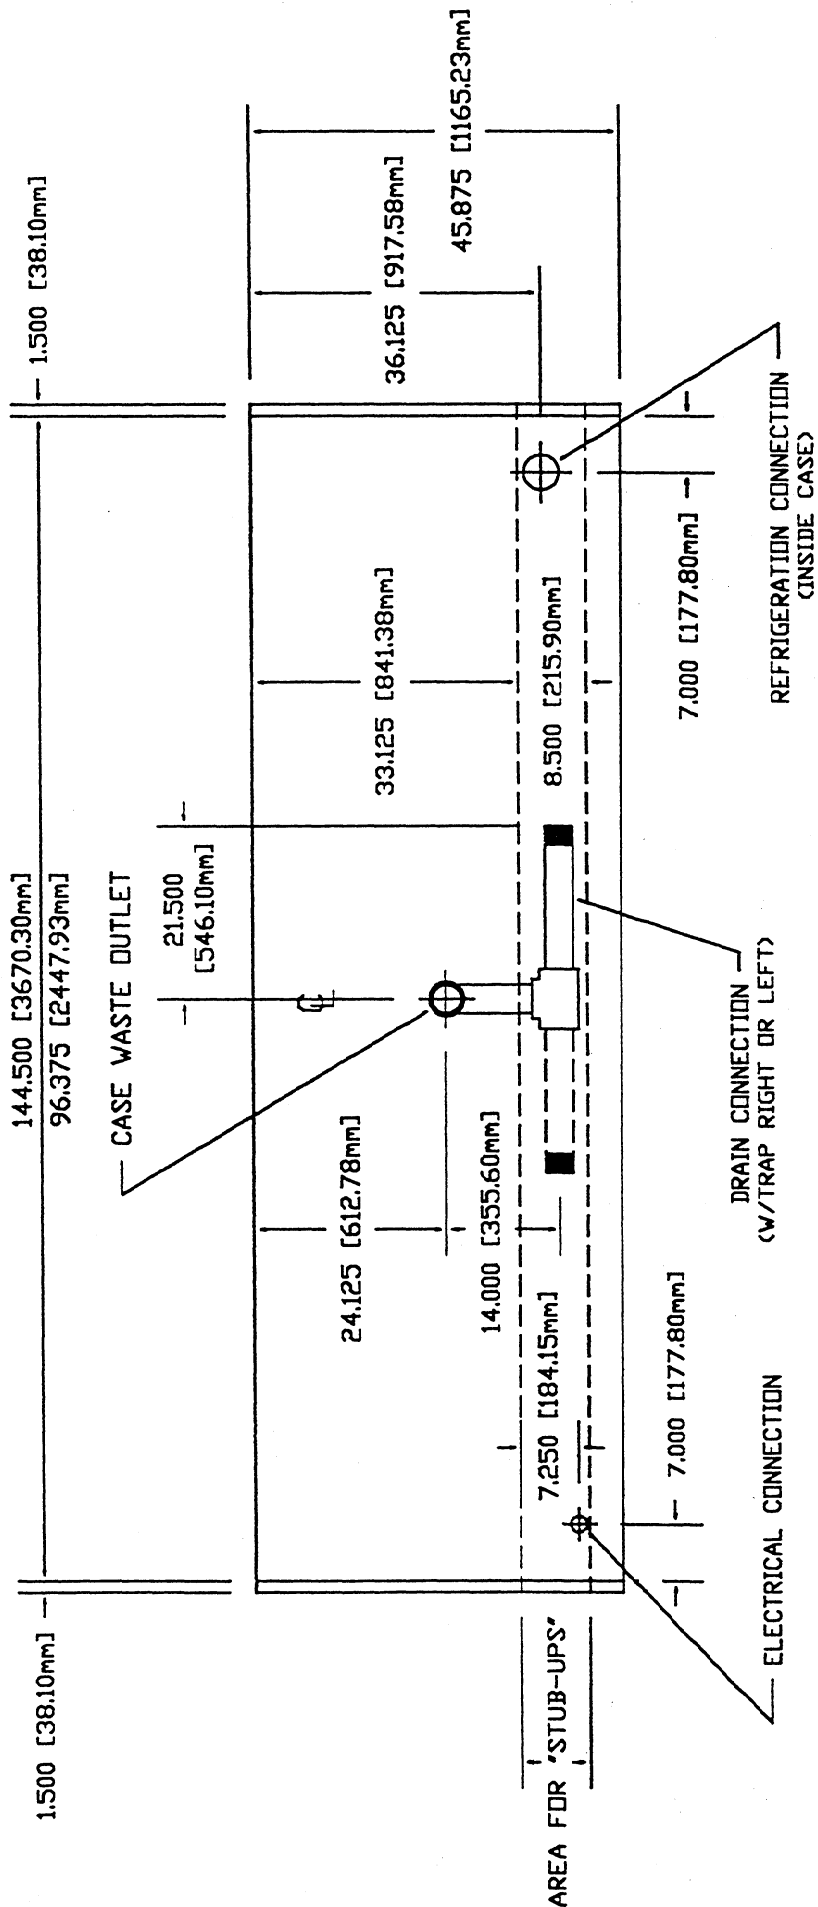 1.500 [38.10mm]
144.500 [3670.30mm]
96.375 [2447.93mm]
1.500 [38.10mm]
CASE WASTE OUTLET
21.500
[546.10mm]
36.125 [917.58mm]
45.875 [1165.23mm]
24.125 [612.78mm]
33.125 [841.38mm]
14.000 [355.60mm]
7.250 [184.15mm]
8.500 [215.90mm]
AREA FOR "STUB-UPS"
7.000 [177.80mm]
7.000 [177.80mm]
ELECTRICAL CONNECTION
DRAIN CONNECTION
(W/TRAP RIGHT OR LEFT)
REFRIGERATION CONNECTION
(INSIDE CASE)